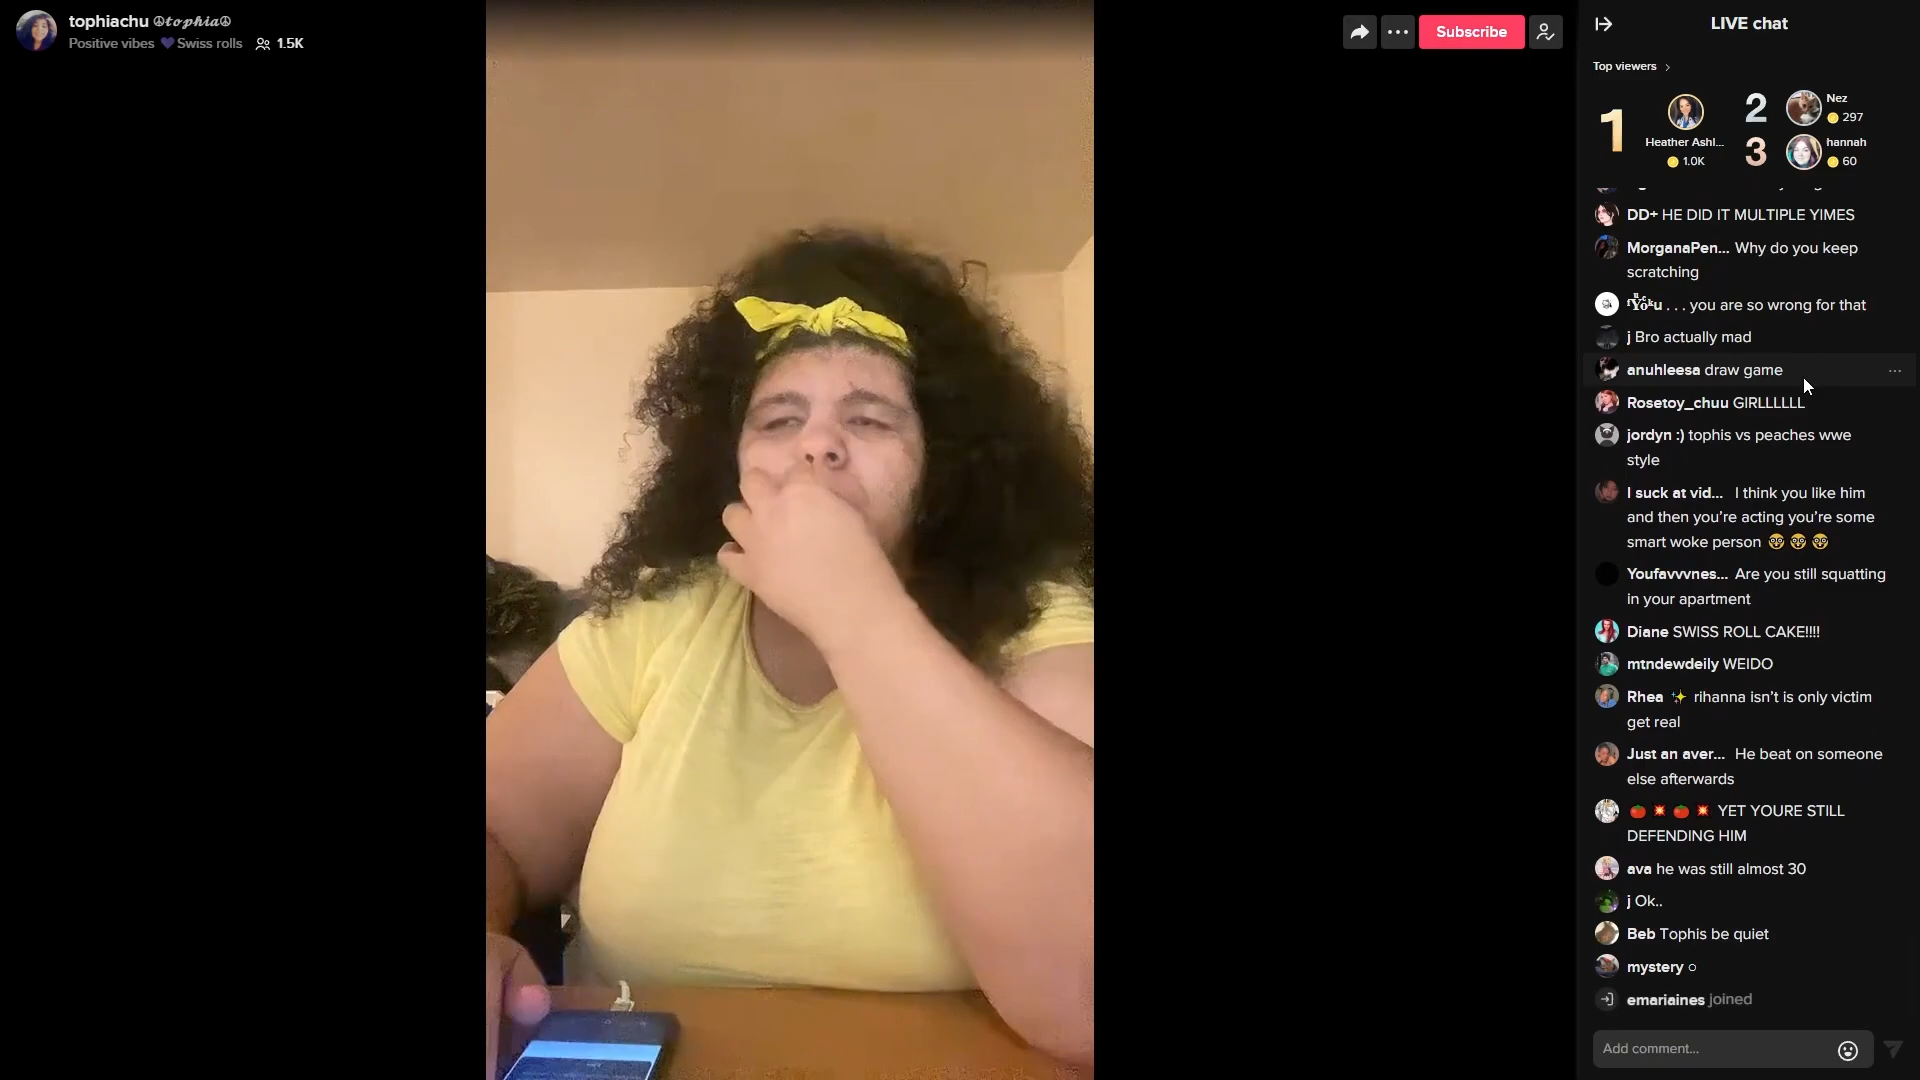 tophiachu ☮𝓽𝓸𝓹𝓱𝓲𝓪☮
Positive vibes 💜 Swiss rolls 1.5K
Subscribe
LIVE chat
Top viewers >
1
Heather Ashl...
1.0K
2
Nez
297
3
hannah
60
DD+ HE DID IT MULTIPLE YIMES
MorganaPen... Why do you keep
scratching
. . . you are so wrong for that
j Bro actually mad
anuhleesa draw game
Rosetoy_chuu GIRLLLLLL
jordyn :) tophis vs peaches wwe
style
I suck at vid... I think you like him
and then you're acting you're some
smart woke person 🤓 🤓 🤓
Youfavvvnes... Are you still squatting
in your apartment
Diane SWISS ROLL CAKE!!!!
mtndewdeily WEIDO
Rhea ✨ rihanna isn't is only victim
get real
Just an aver... He beat on someone
else afterwards
🍅 💥 🍅 💥 YET YOURE STILL
DEFENDING HIM
ava he was still almost 30
j Ok..
Beb Tophis be quiet
mystery ○
emariaines joined
Add comment...